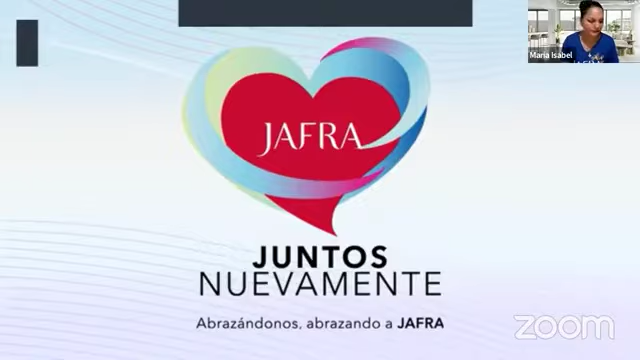 Maria Isabel
JAFRA
JUNTOS
NUEVAMENTE
Abrazándonos, abrazando a JAFRA
zoom